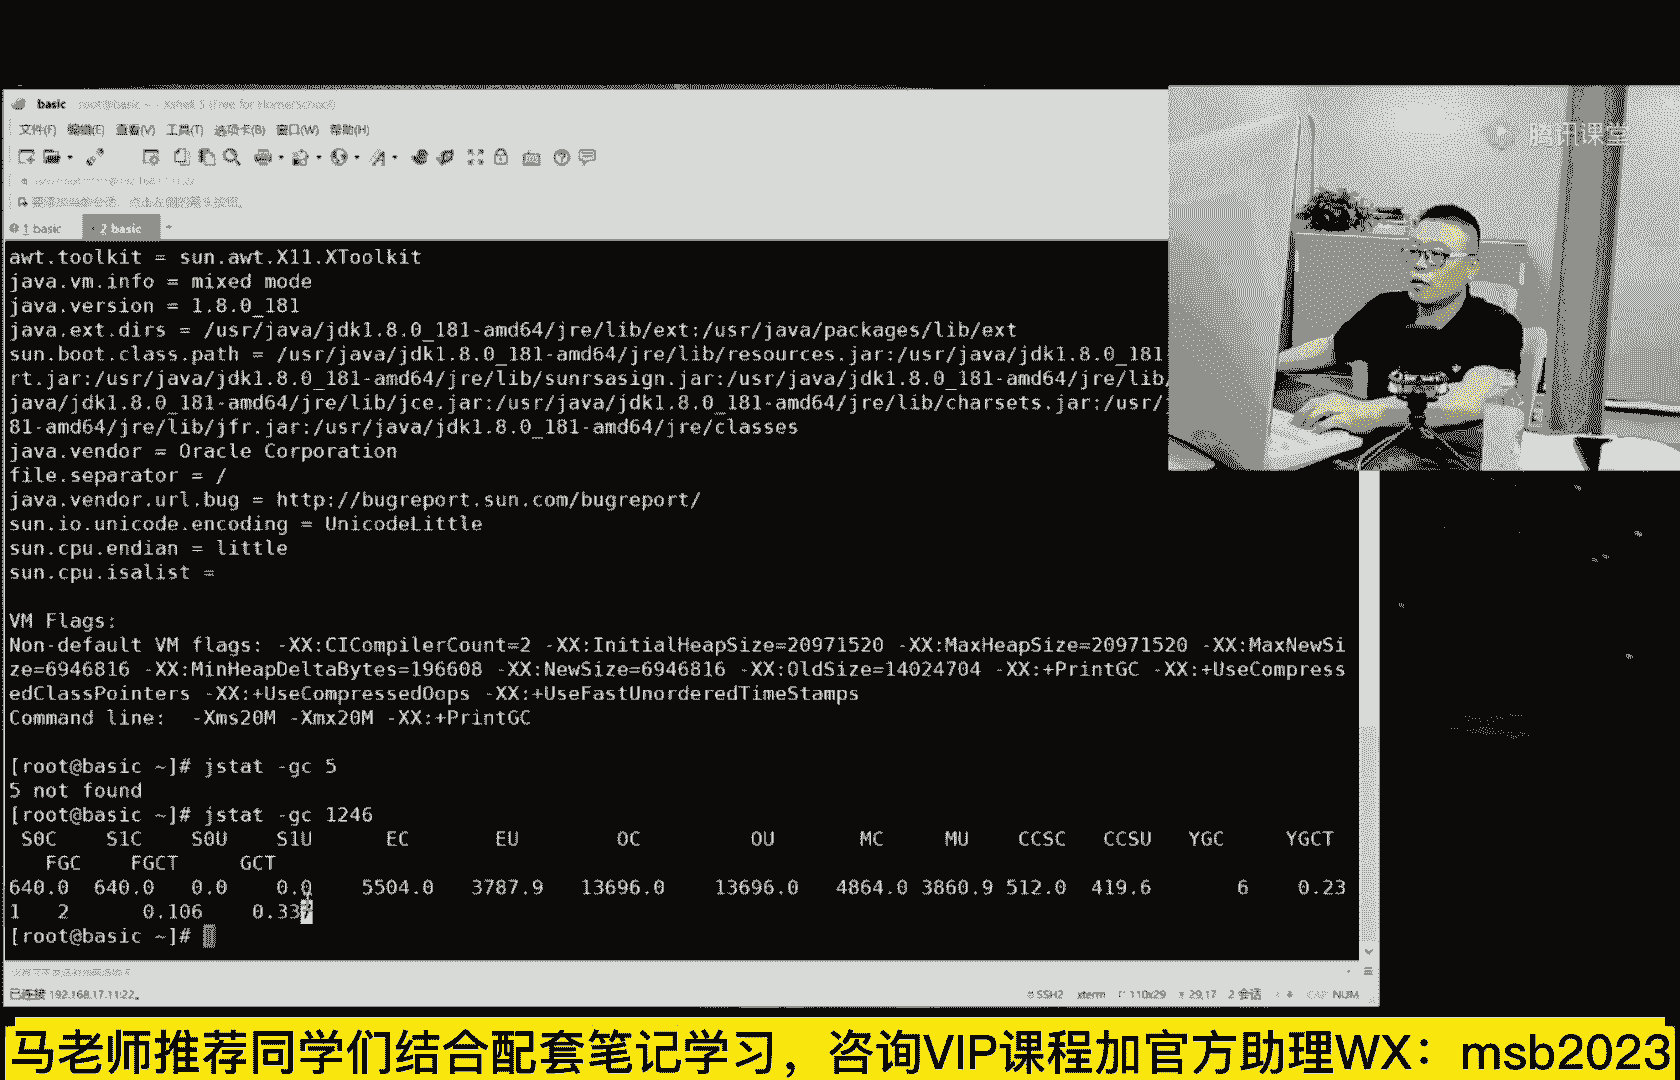 basic root@basic:~ - Xshell 5 (Free for Home/School)
文件(F) 编辑(E) 查看(V) 工具(T) 选项卡(B) 窗口(W) 帮助(H)
腾讯课堂
1 basic 2 basic +
awt.toolkit = sun.awt.X11.XToolkit
java.vm.info = mixed mode
java.version = 1.8.0_181
java.ext.dirs = /usr/java/jdk1.8.0_181-amd64/jre/lib/ext:/usr/java/packages/lib/ext
sun.boot.class.path = /usr/java/jdk1.8.0_181-amd64/jre/lib/resources.jar:/usr/java/jdk1.8.0_181
rt.jar:/usr/java/jdk1.8.0_181-amd64/jre/lib/sunrsasign.jar:/usr/java/jdk1.8.0_181-amd64/jre/lib/
java/jdk1.8.0_181-amd64/jre/lib/jce.jar:/usr/java/jdk1.8.0_181-amd64/jre/lib/charsets.jar:/usr/
81-amd64/jre/lib/jfr.jar:/usr/java/jdk1.8.0_181-amd64/jre/classes
java.vendor = Oracle Corporation
file.separator = /
java.vendor.url.bug = http://bugreport.sun.com/bugreport/
sun.io.unicode.encoding = UnicodeLittle
sun.cpu.endian = little
sun.cpu.isalist =
VM Flags:
Non-default VM flags: -XX:CICompilerCount=2 -XX:InitialHeapSize=20971520 -XX:MaxHeapSize=20971520 -XX:MaxNewSi
ze=6946816 -XX:MinHeapDeltaBytes=196608 -XX:NewSize=6946816 -XX:OldSize=14024704 -XX:+PrintGC -XX:+UseCompress
edClassPointers -XX:+UseCompressedOops -XX:+UseFastUnorderedTimeStamps
Command line: -Xms20M -Xmx20M -XX:+PrintGC
[root@basic ~]# jstat -gc 5
5 not found
[root@basic ~]# jstat -gc 1246
S0C S1C S0U S1U EC EU OC OU MC MU CCSC CCSU YGC YGCT
FGC FGCT GCT
640.0 640.0 0.0 0.0 5504.0 3787.9 13696.0 13696.0 4864.0 3860.9 512.0 419.6 6 0.23
1 2 0.106 0.337
[root@basic ~]#
已连接 192.168.17.11:22。 SSH2 xterm 110x29 29,17 2 会话 CAP NUM
马老师推荐同学们结合配套笔记学习，咨询VIP课程加官方助理WX：msb2023